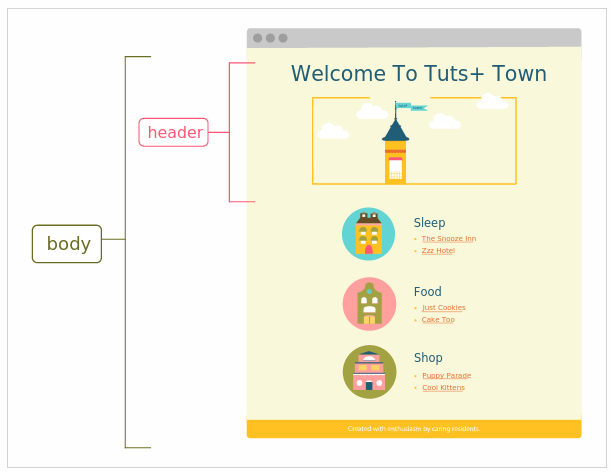 Welcome To Tuts+ Town
header
body
Sleep
The Snooze Inn
Zzz Hotel
Food
Just Cookies
Cake Too
Shop
Puppy Parade
Cool Kittens
Created with enthusiasm by caring residents.